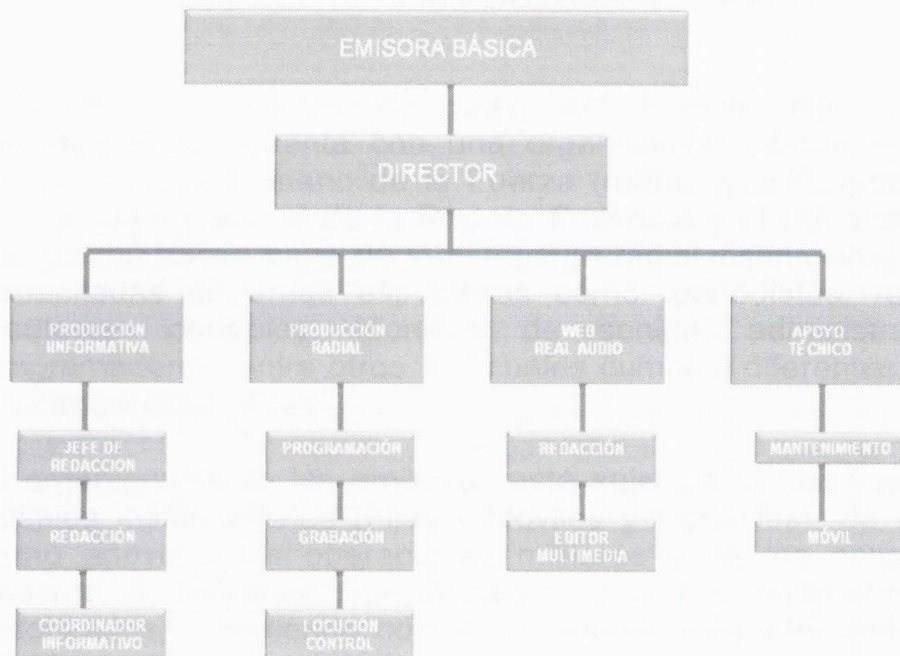 EMISORA BÁSICA
DIRECTOR
PRODUCCIÓN
IINFORMATIVA
JEFE DE
REDACCION
REDACCIÓN
COORDINADOR
INFORMATIVO
PRODUCCIÓN
RADIAL
PROGRAMACIÓN
GRABACIÓN
LOCUCIÓN
CONTROL
WEB
REAL AUDIO
REDACCIÓN
EDITOR
MULTIMEDIA
APOYO
TÉCNICO
MANTENIMIENTO
MÓVIL